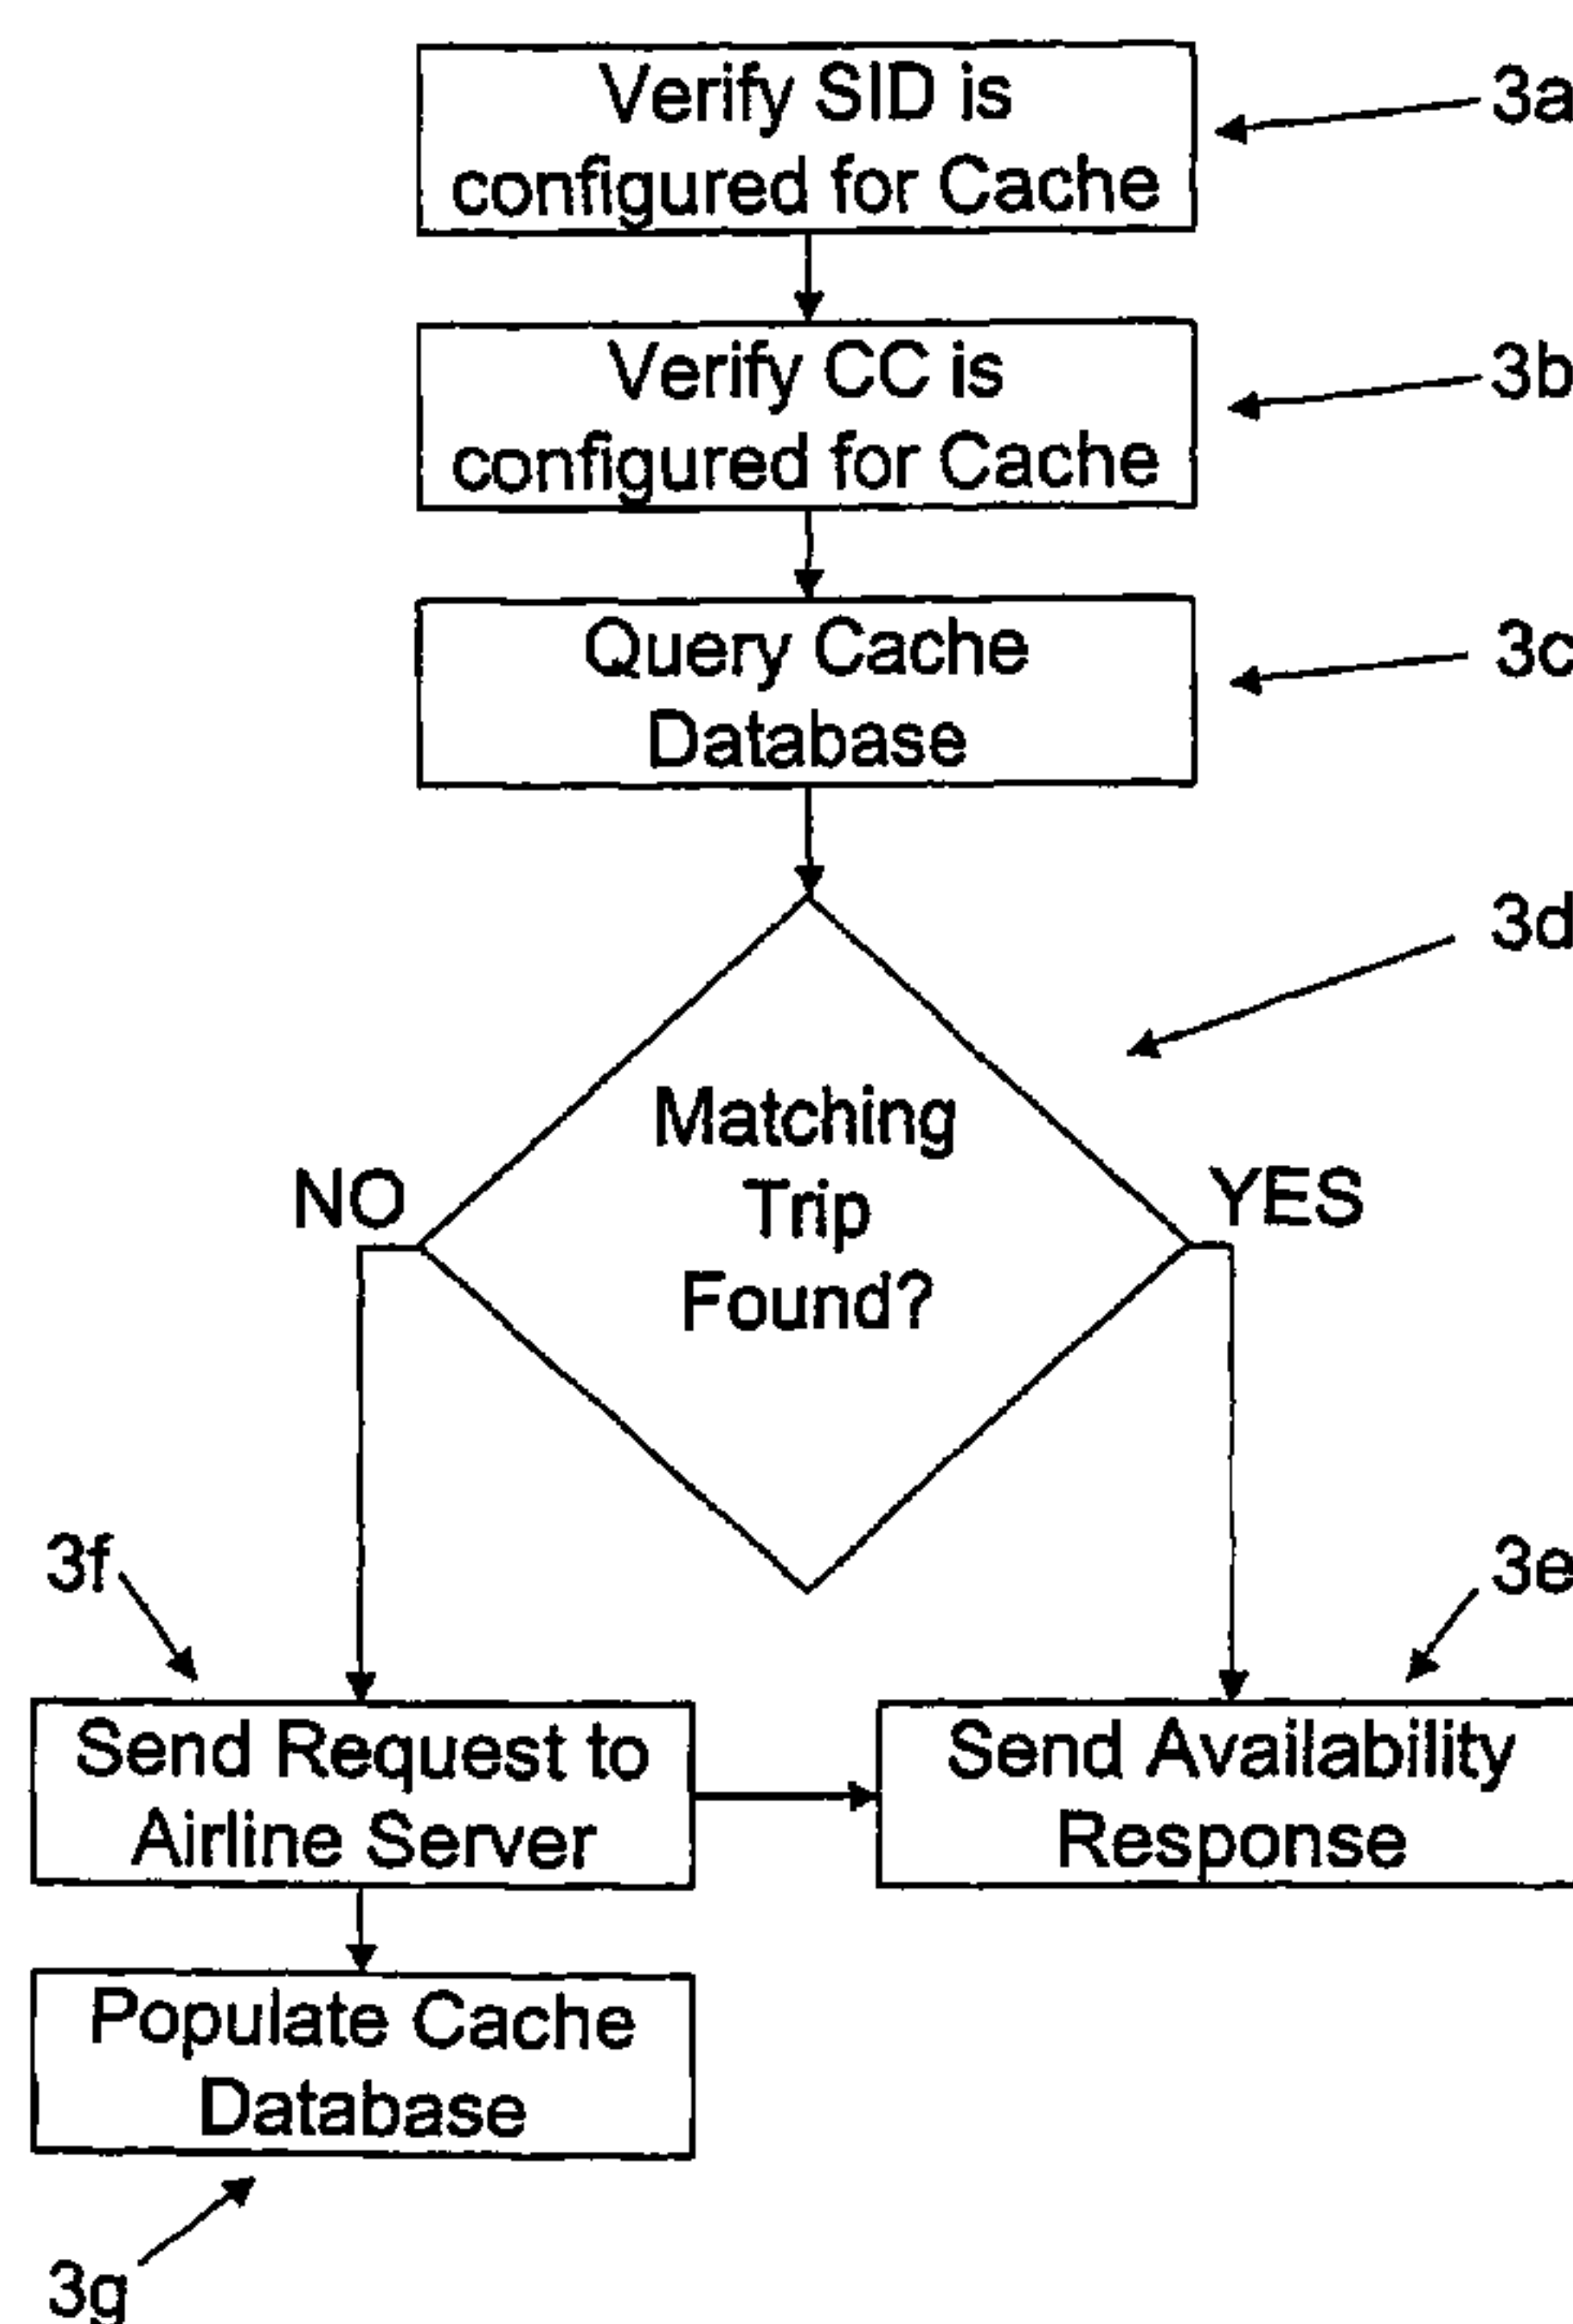 Verify SID is
configured for Cache
3a
Verify CC is
configured for Cache
3b
Query Cache
Database
3c
3d
Matching
Trip
Found?
NO
YES
3f
3e
Send Request to
Airline Server
Send Availability
Response
Populate Cache
Database
3g